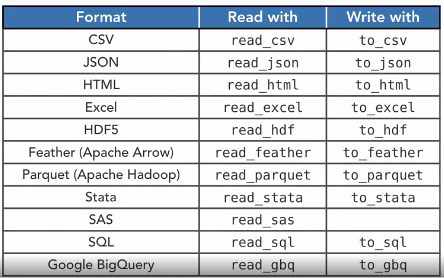 Format Read with Write with
CSV read_csv to_csv
JSON read_json to_json
HTML read_html to_html
Excel read_excel to_excel
HDF5 read_hdf to_hdf
Feather (Apache Arrow) read_feather to_feather
Parquet (Apache Hadoop) read_parquet to_parquet
Stata read_stata to_stata
SAS read_sas
SQL read_sql to_sql
Google BigQuery read_gbq to_gbq